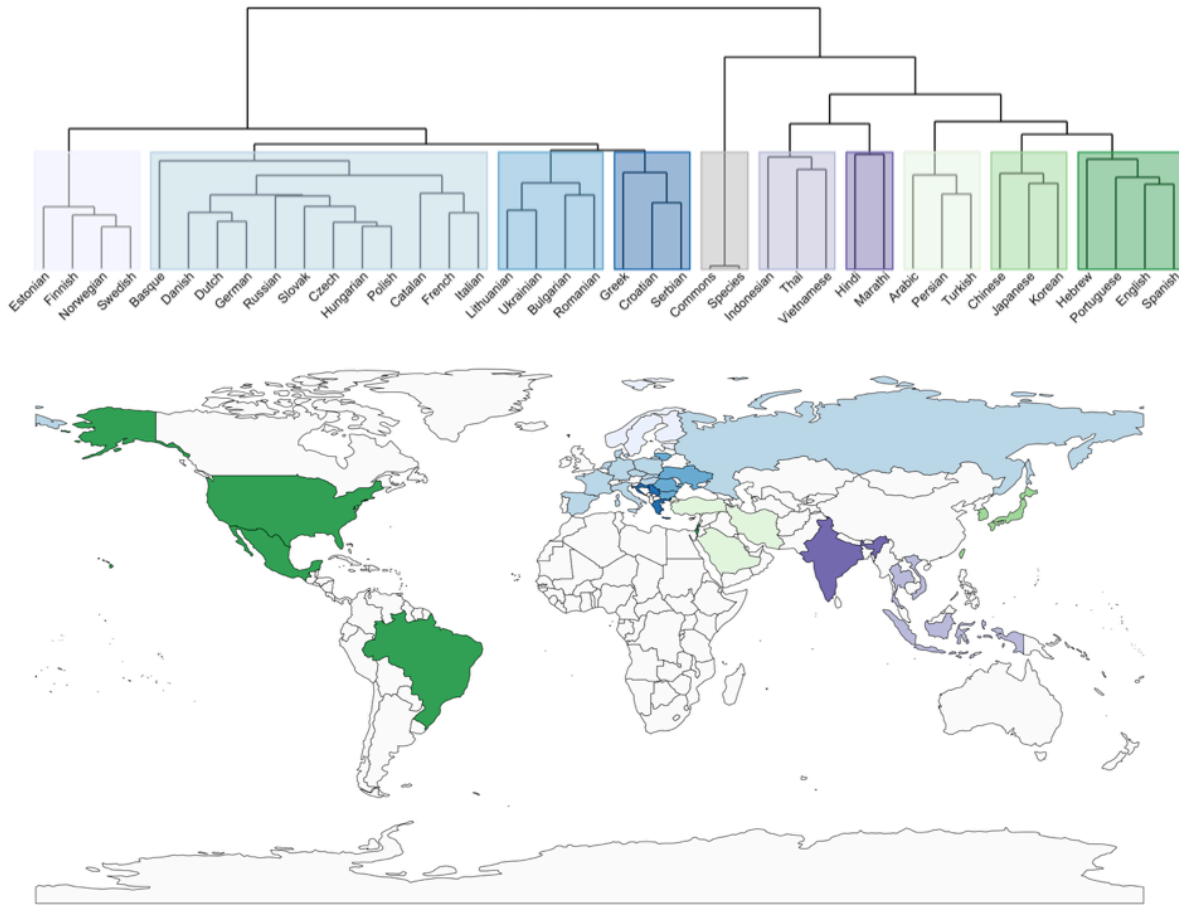 Estonian
Finnish
Norwegian
Swedish
Basque
Danish
Dutch
German
Russian
Slovak
Czech
Hungarian
Polish
Catalan
French
Italian
Lithuanian
Ukrainian
Bulgarian
Romanian
Greek
Croatian
Serbian
Commons
Species
Indonesian
Thai
Vietnamese
Hindi
Marathi
Arabic
Persian
Turkish
Chinese
Japanese
Korean
Hebrew
Portuguese
English
Spanish